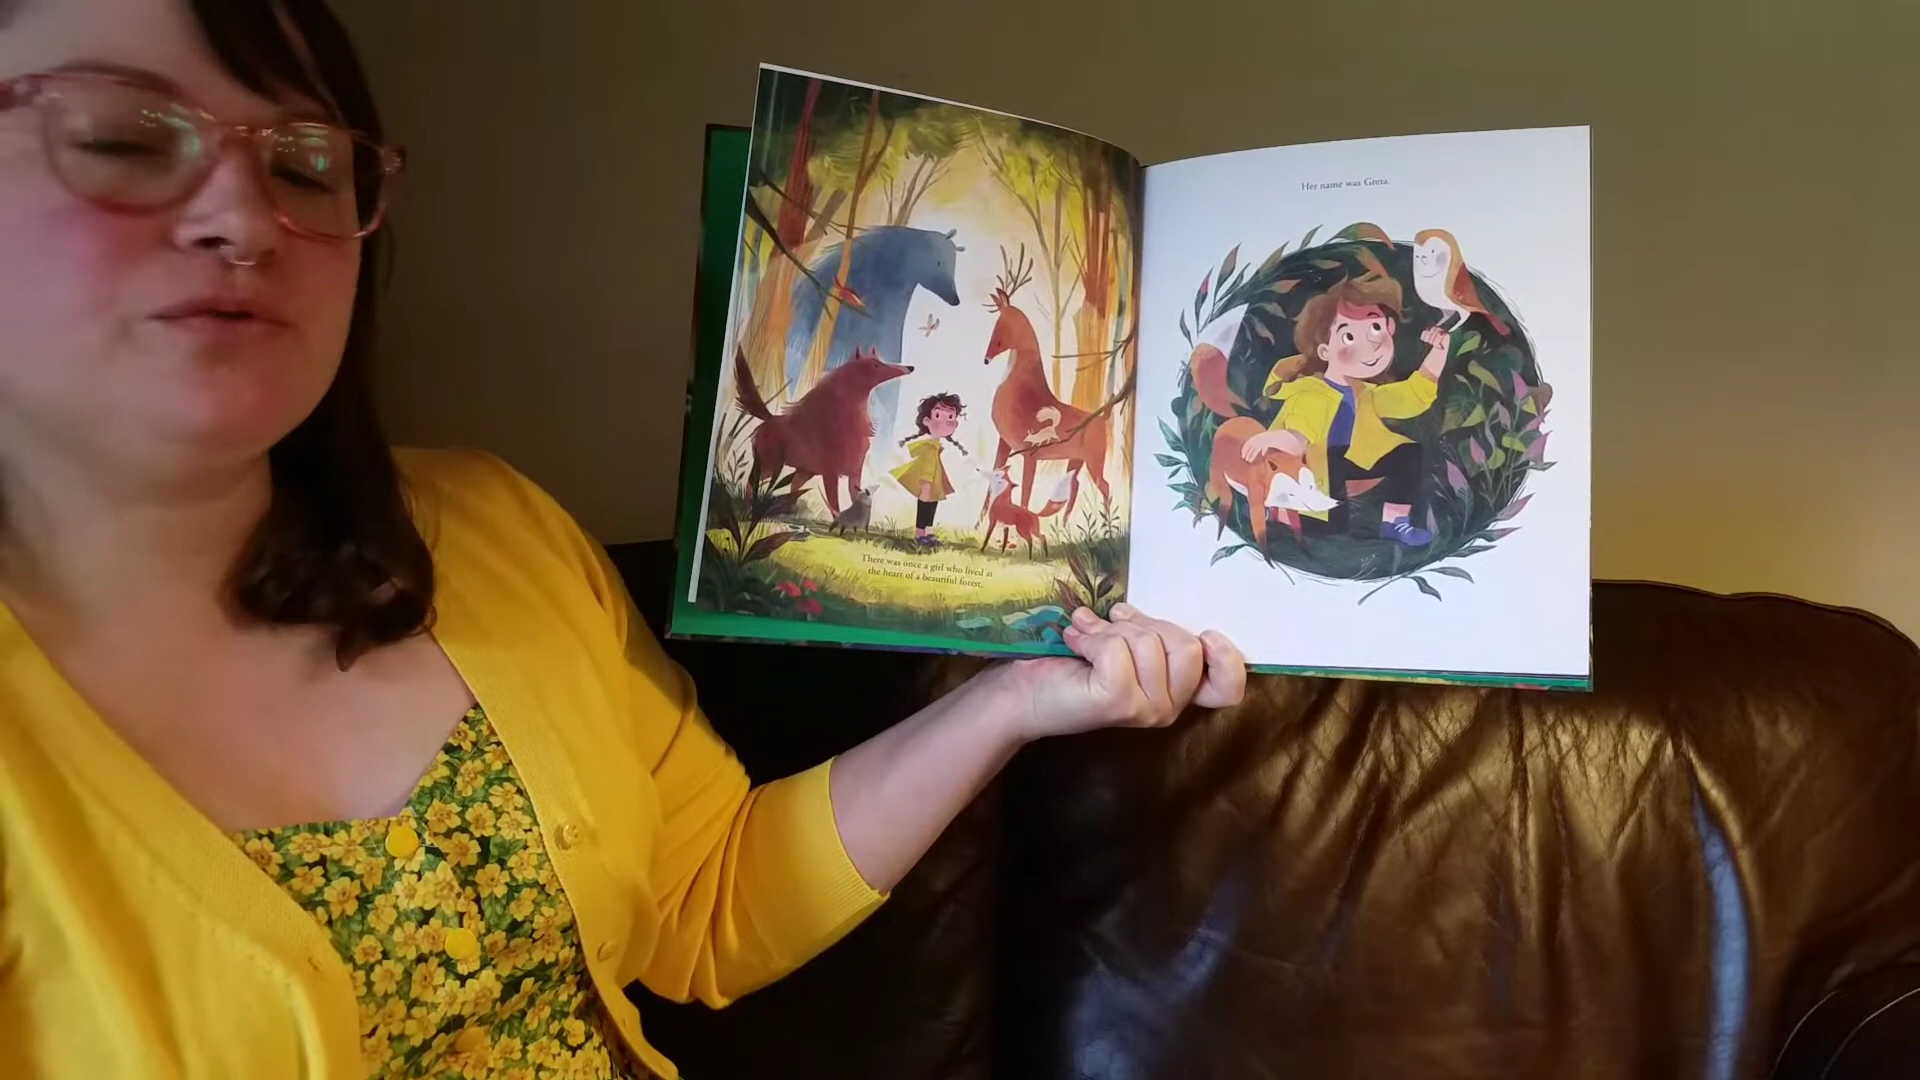 There was once a girl who lived at
the heart of a beautiful forest.
Her name was Greta.